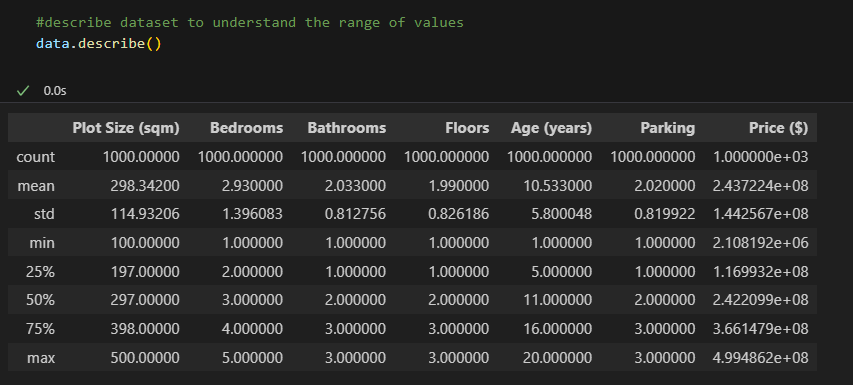 #describe dataset to understand the range of values
data.describe()
0.0s
Plot Size (sqm) Bedrooms Bathrooms Floors Age (years) Parking Price ($)
count 1000.00000 1000.000000 1000.000000 1000.000000 1000.000000 1000.000000 1.000000e+03
mean 298.34200 2.930000 2.033000 1.990000 10.533000 2.020000 2.437224e+08
std 114.93206 1.396083 0.812756 0.826186 5.800048 0.819922 1.442567e+08
min 100.00000 1.000000 1.000000 1.000000 1.000000 1.000000 2.108192e+06
25% 197.00000 2.000000 1.000000 1.000000 5.000000 1.000000 1.169932e+08
50% 297.00000 3.000000 2.000000 2.000000 11.000000 2.000000 2.422099e+08
75% 398.00000 4.000000 3.000000 3.000000 16.000000 3.000000 3.661479e+08
max 500.00000 5.000000 3.000000 3.000000 20.000000 3.000000 4.994862e+08